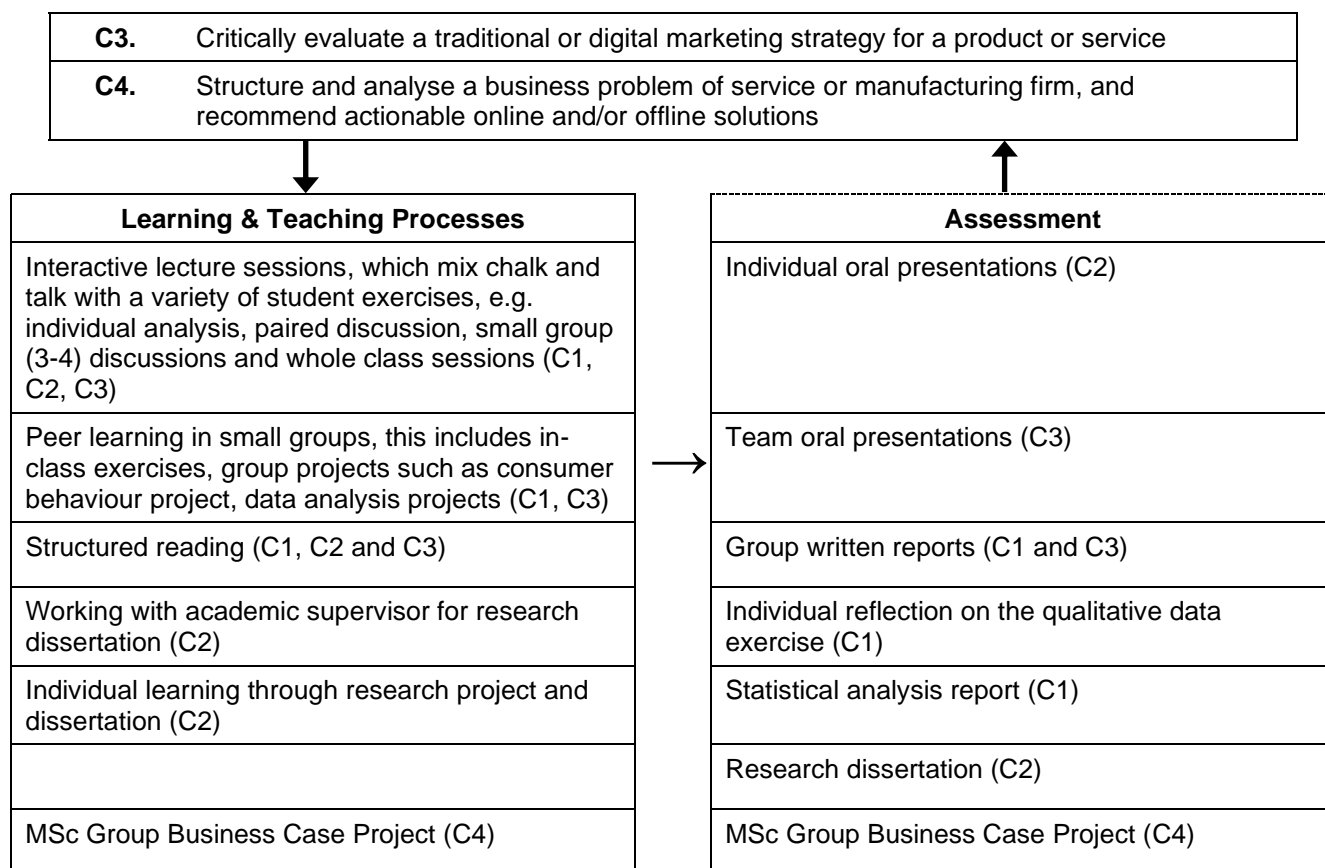 C3. Critically evaluate a traditional or digital marketing strategy for a product or service
C4. Structure and analyse a business problem of service or manufacturing firm, and
recommend actionable online and/or offline solutions
Learning & Teaching Processes
Interactive lecture sessions, which mix chalk and
talk with a variety of student exercises, e.g.
individual analysis, paired discussion, small group
(3-4) discussions and whole class sessions (C1,
C2, C3)
Peer learning in small groups, this includes in-
class exercises, group projects such as consumer
behaviour project, data analysis projects (C1, C3)
Structured reading (C1, C2 and C3)
Working with academic supervisor for research
dissertation (C2)
Individual learning through research project and
dissertation (C2)
MSc Group Business Case Project (C4)
Assessment
Individual oral presentations (C2)
Team oral presentations (C3)
Group written reports (C1 and C3)
Individual reflection on the qualitative data
exercise (C1)
Statistical analysis report (C1)
Research dissertation (C2)
MSc Group Business Case Project (C4)